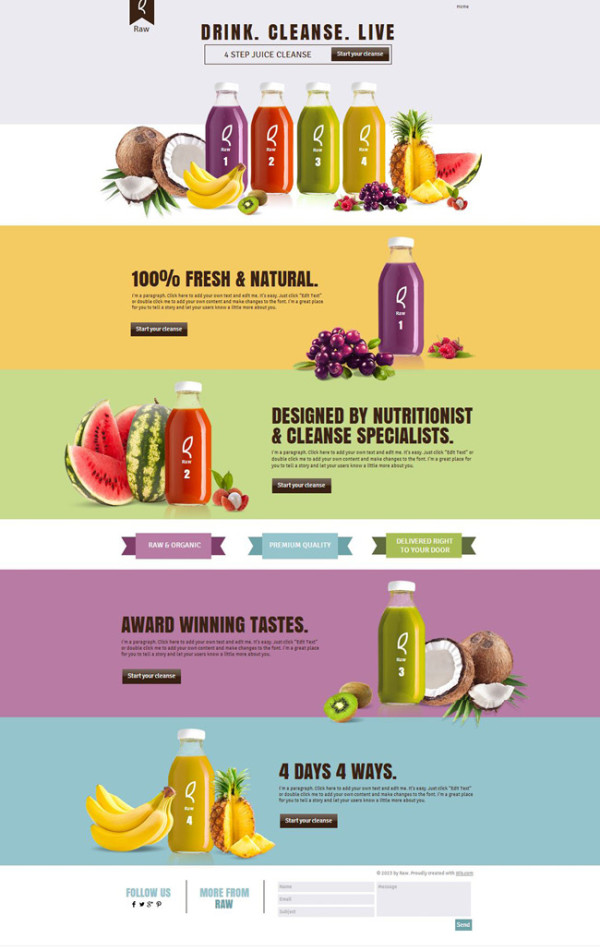 Raw
Home
DRINK. CLEANSE. LIVE
4 STEP JUICE CLEANSE
Start your cleanse
Raw
1
Raw
2
Raw
3
Raw
4
100% FRESH & NATURAL.
I'm a paragraph. Click here to add your own text and edit me. It's easy. Just click "Edit Text"
or double click me to add your own content and make changes to the font. I'm a great place
for you to tell a story and let your users know a little more about you.
Start your cleanse
Raw
1
Raw
2
DESIGNED BY NUTRITIONIST
& CLEANSE SPECIALISTS.
I'm a paragraph. Click here to add your own text and edit me. It's easy. Just click "Edit Text" or
double click me to add your own content and make changes to the font. I'm a great place for
you to tell a story and let your users know a little more about you.
Start your cleanse
RAW & ORGANIC
PREMIUM QUALITY
DELIVERED RIGHT
TO YOUR DOOR
AWARD WINNING TASTES.
I'm a paragraph. Click here to add your own text and edit me. It's easy. Just click "Edit Text"
or double click me to add your own content and make changes to the font. I'm a great place
for you to tell a story and let your users know a little more about you.
Start your cleanse
Raw
3
Raw
4
4 DAYS 4 WAYS.
I'm a paragraph. Click here to add your own text and edit me. It's easy. Just click "Edit Text"
or double click me to add your own content and make changes to the font. I'm a great place
for you to tell a story and let your users know a little more about you.
Start your cleanse
by Raw. Proudly created with Wix.com
FOLLOW US
MORE FROM
RAW
Name
Email
Subject
Message
Send